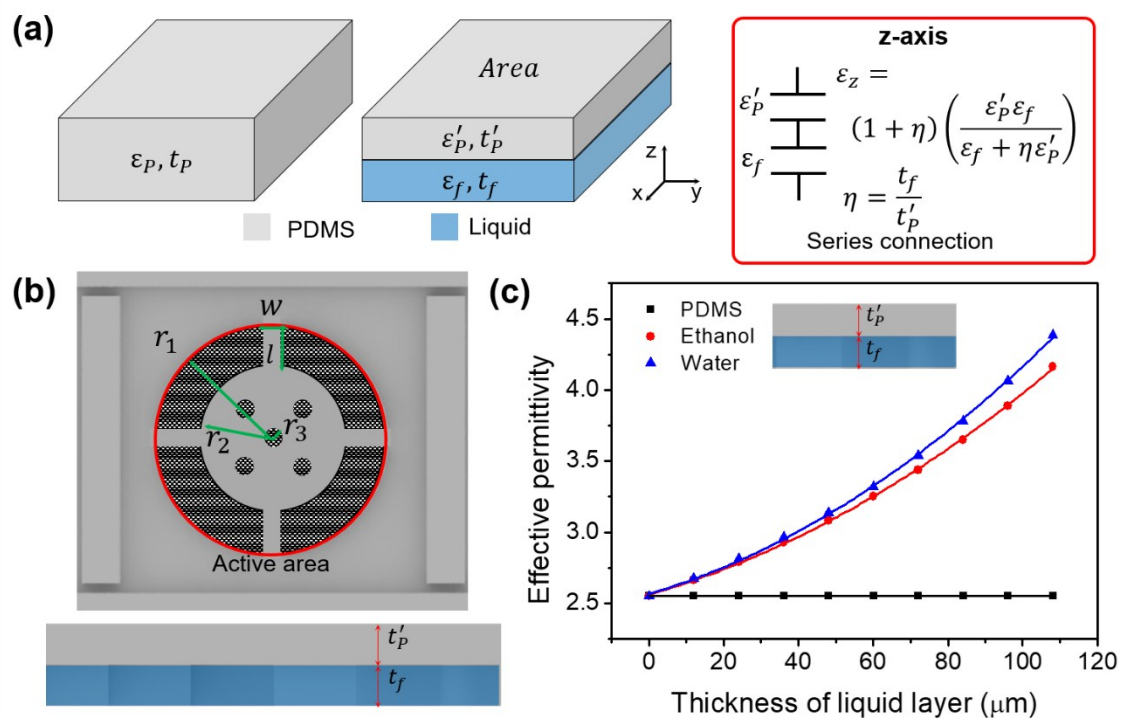 (a)
Area
ε_P, t_P
ε′_P, t′_P
ε_f, t_f
z
x
y
PDMS
Liquid
z-axis
ε′_P
ε_f
ε_z =
(1 + η) (ε′_P ε_f / (ε_f + η ε′_P))
η = t_f / t′_P
Series connection
(b)
w
l
r_1
r_2
r_3
Active area
t′_P
t_f
(c)
PDMS
Ethanol
Water
t′_P
t_f
Effective permittivity
4.5
4.0
3.5
3.0
2.5
0 20 40 60 80 100 120
Thickness of liquid layer (μm)